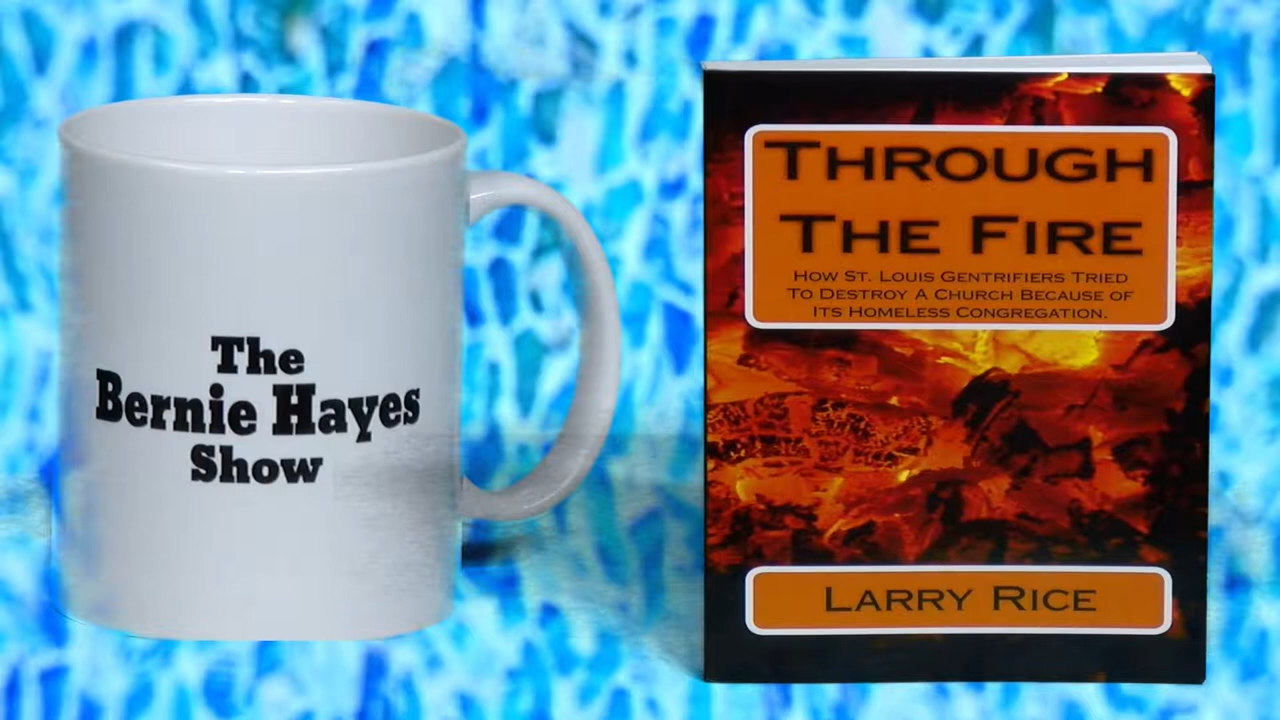 The
Bernie Hayes
Show
THROUGH
THE FIRE
HOW ST. LOUIS GENTRIFIERS TRIED
TO DESTROY A CHURCH BECAUSE OF
ITS HOMELESS CONGREGATION.
LARRY RICE